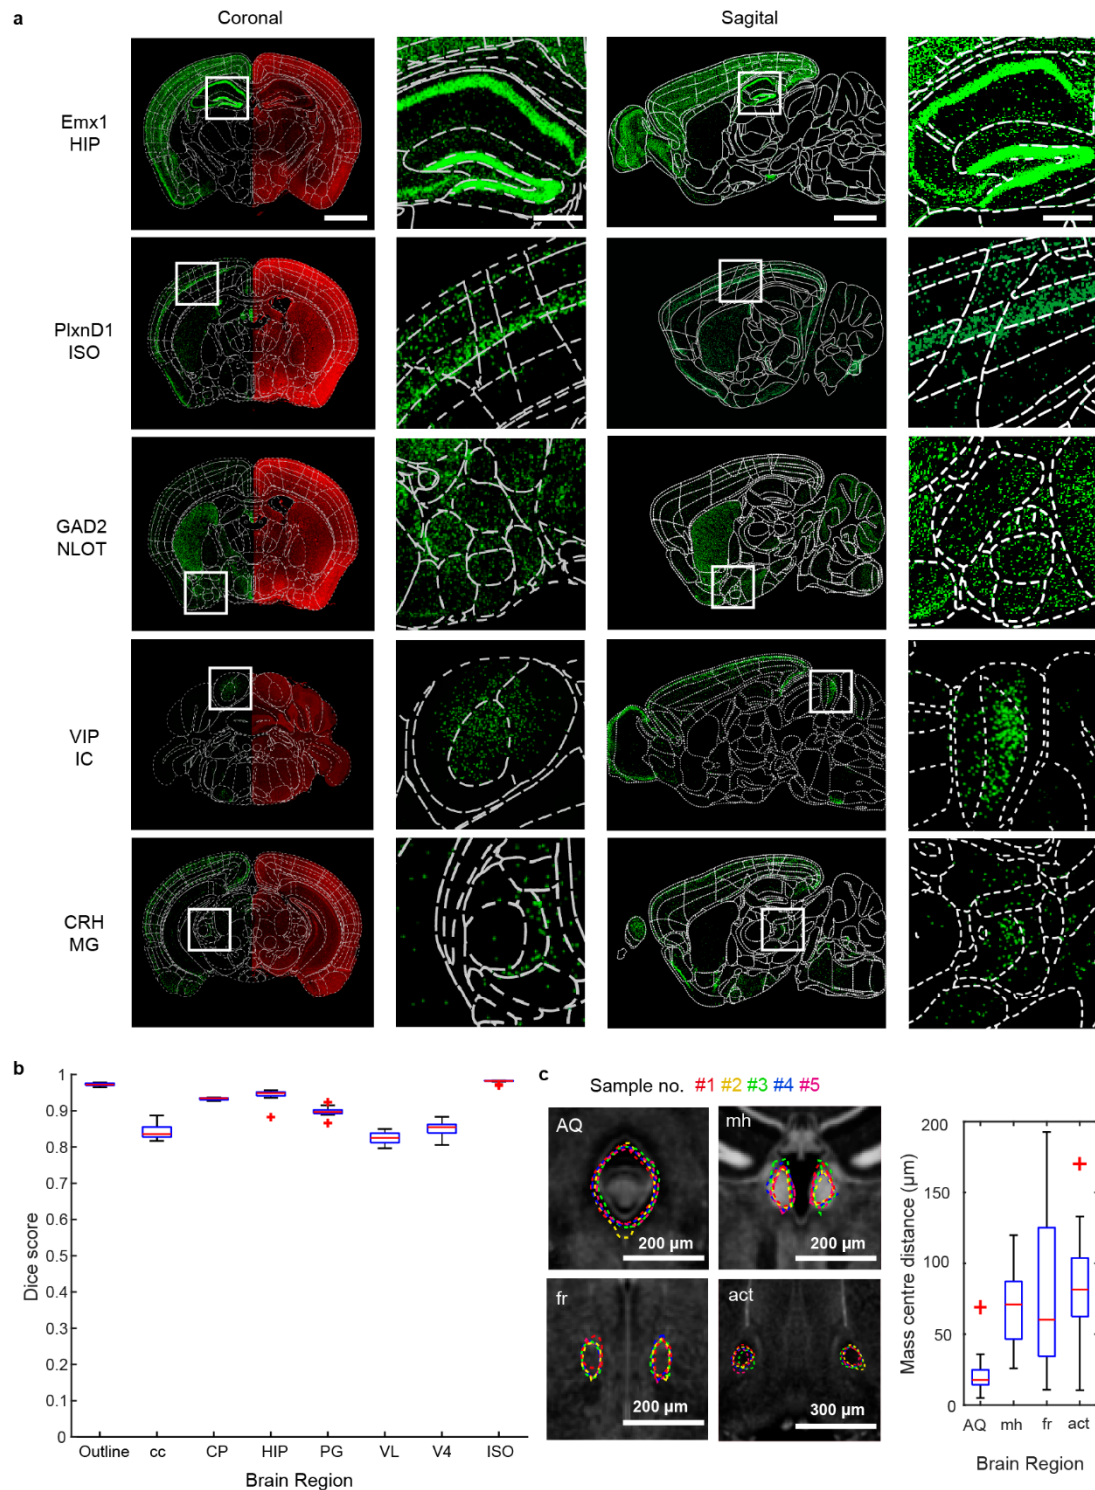 a
Coronal
Sagital
Emx1
HIP
PlxnD1
ISO
GAD2
NLOT
VIP
IC
CRH
MG
b
1
0.9
0.8
0.7
0.6
0.5
0.4
0.3
0.2
0.1
0
Dice score
Outline cc CP HIP PG VL V4 ISO
Brain Region
c
Sample no. #1 #2 #3 #4 #5
AQ
200 µm
mh
200 µm
fr
200 µm
act
300 µm
200
150
100
50
0
Mass centre distance (µm)
AQ mh fr act
Brain Region